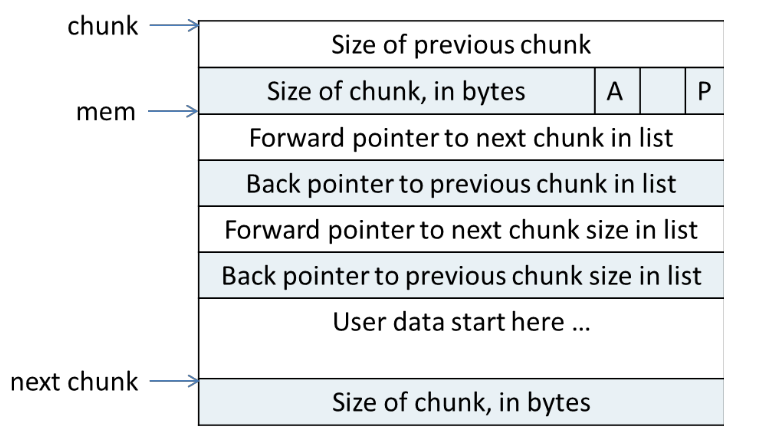 chunk
Size of previous chunk
Size of chunk, in bytes A P
mem
Forward pointer to next chunk in list
Back pointer to previous chunk in list
Forward pointer to next chunk size in list
Back pointer to previous chunk size in list
User data start here ...
next chunk
Size of chunk, in bytes